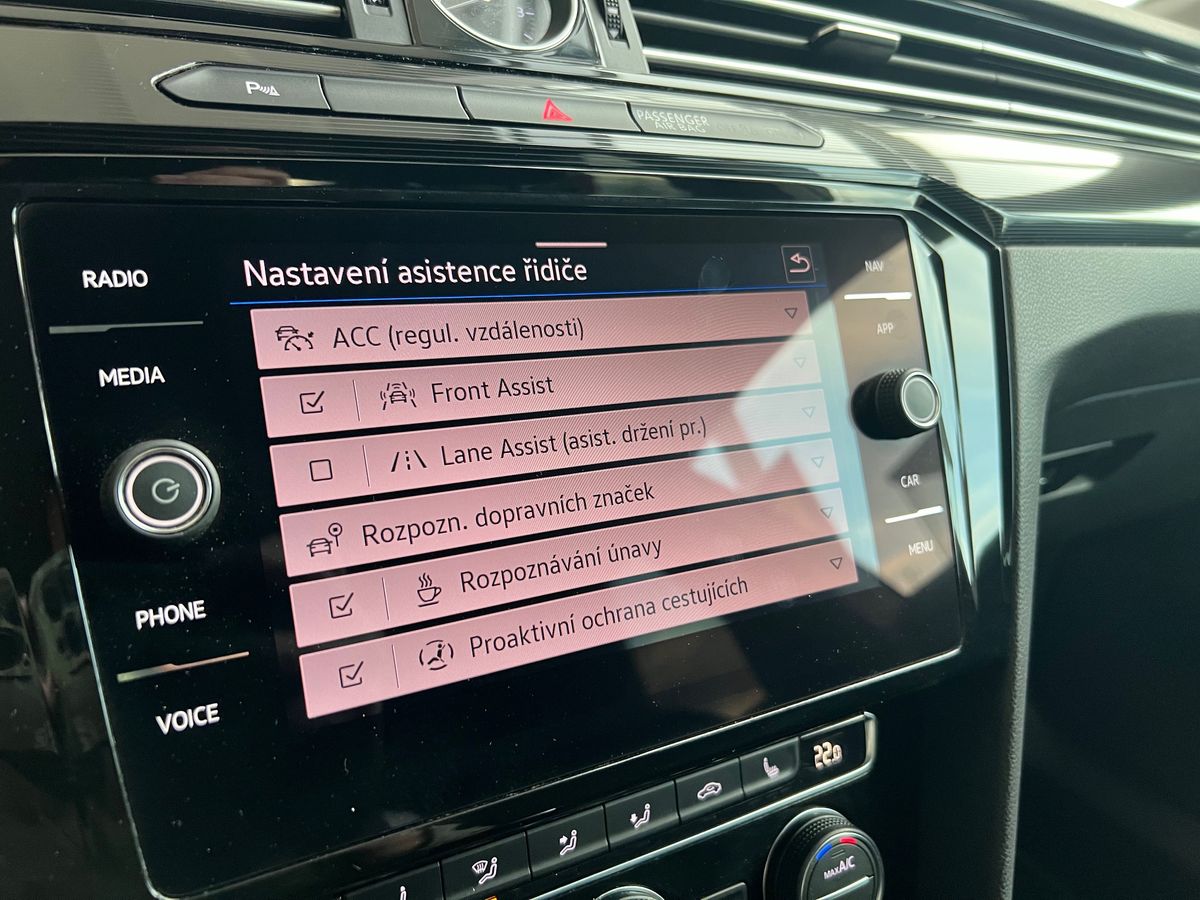 P
PASSENGER
AIR BAG
RADIO
MEDIA
PHONE
VOICE
Nastavení asistence řidiče
ACC (regul. vzdálenosti)
Front Assist
Lane Assist (asist. držení pr.)
Rozpozn. dopravních značek
Rozpoznávání únavy
Proaktivní ochrana cestujících
NAV
APP
CAR
MENU
22.0
MAX A/C